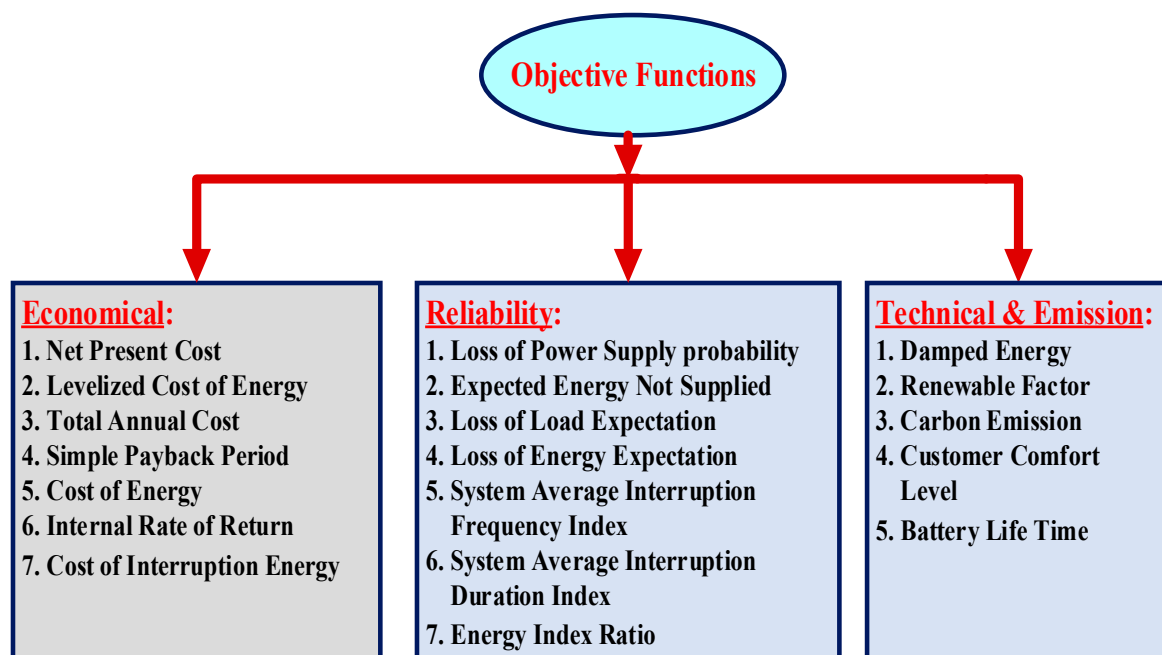 Objective Functions
Economical:
1. Net Present Cost
2. Levelized Cost of Energy
3. Total Annual Cost
4. Simple Payback Period
5. Cost of Energy
6. Internal Rate of Return
7. Cost of Interruption Energy
Reliability:
1. Loss of Power Supply probability
2. Expected Energy Not Supplied
3. Loss of Load Expectation
4. Loss of Energy Expectation
5. System Average Interruption
Frequency Index
6. System Average Interruption
Duration Index
7. Energy Index Ratio
Technical & Emission:
1. Damped Energy
2. Renewable Factor
3. Carbon Emission
4. Customer Comfort
Level
5. Battery Life Time